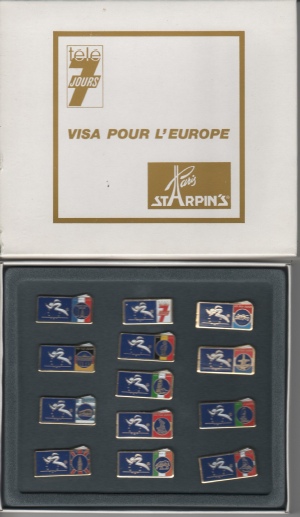 télé
7
JOURS
VISA POUR L'EUROPE
Paris
STARPIN'S